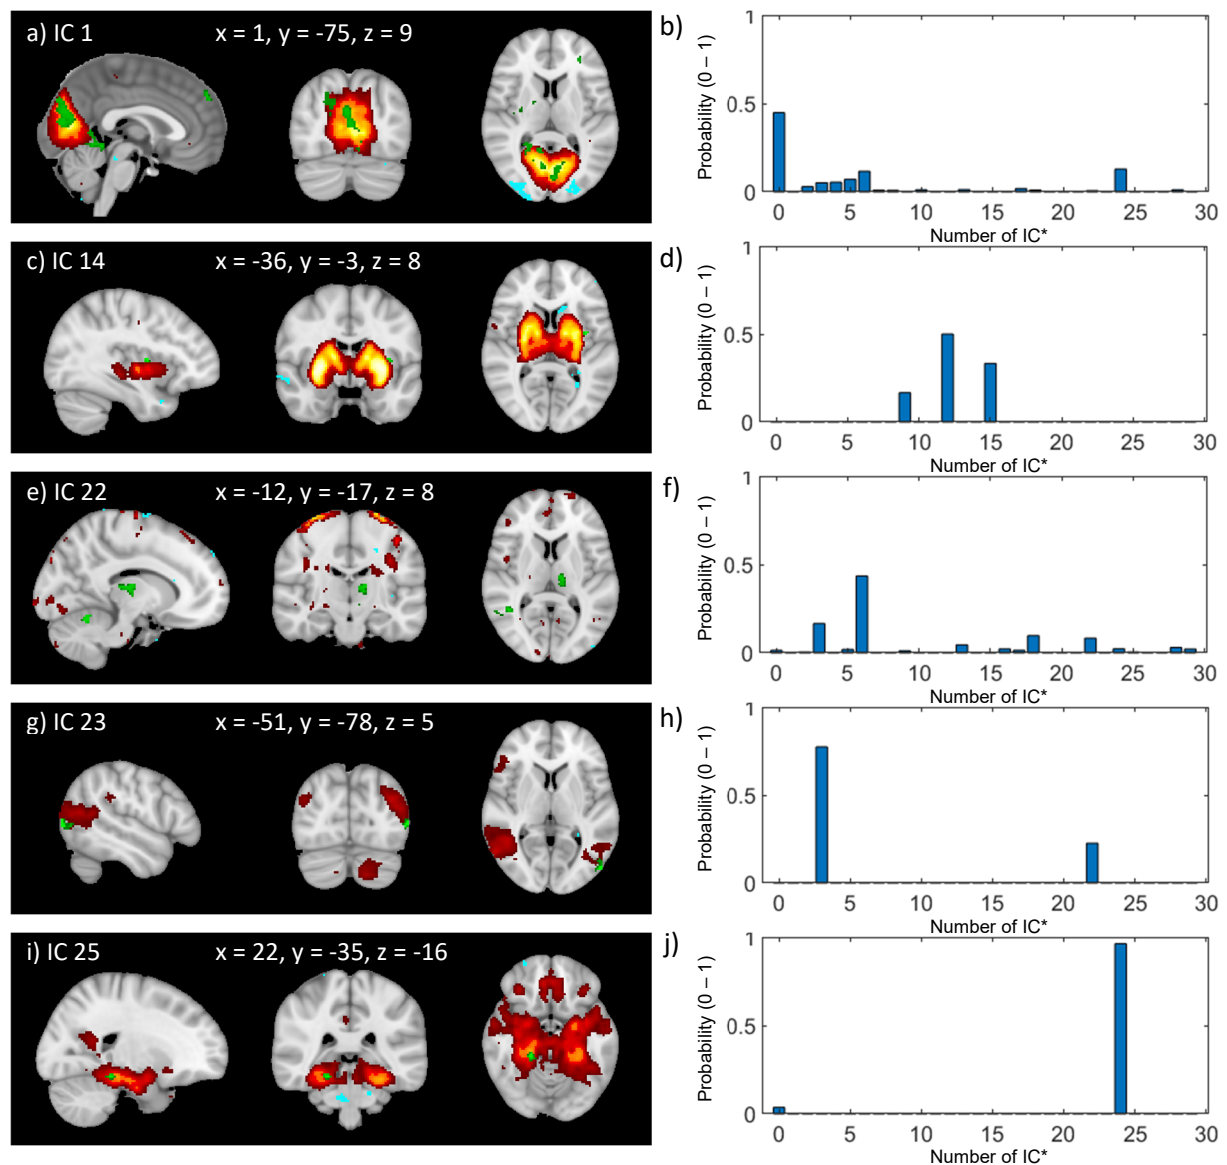 a) IC 1 x = 1, y = -75, z = 9
b)
Probability (0 – 1)
1
0.5
0
0 5 10 15 20 25 30
Number of IC*
c) IC 14 x = -36, y = -3, z = 8
d)
Probability (0 – 1)
1
0.5
0
0 5 10 15 20 25 30
Number of IC*
e) IC 22 x = -12, y = -17, z = 8
f)
Probability (0 – 1)
1
0.5
0
0 5 10 15 20 25 30
Number of IC*
g) IC 23 x = -51, y = -78, z = 5
h)
Probability (0 – 1)
1
0.5
0
0 5 10 15 20 25 30
Number of IC*
i) IC 25 x = 22, y = -35, z = -16
j)
Probability (0 – 1)
1
0.5
0
0 5 10 15 20 25 30
Number of IC*